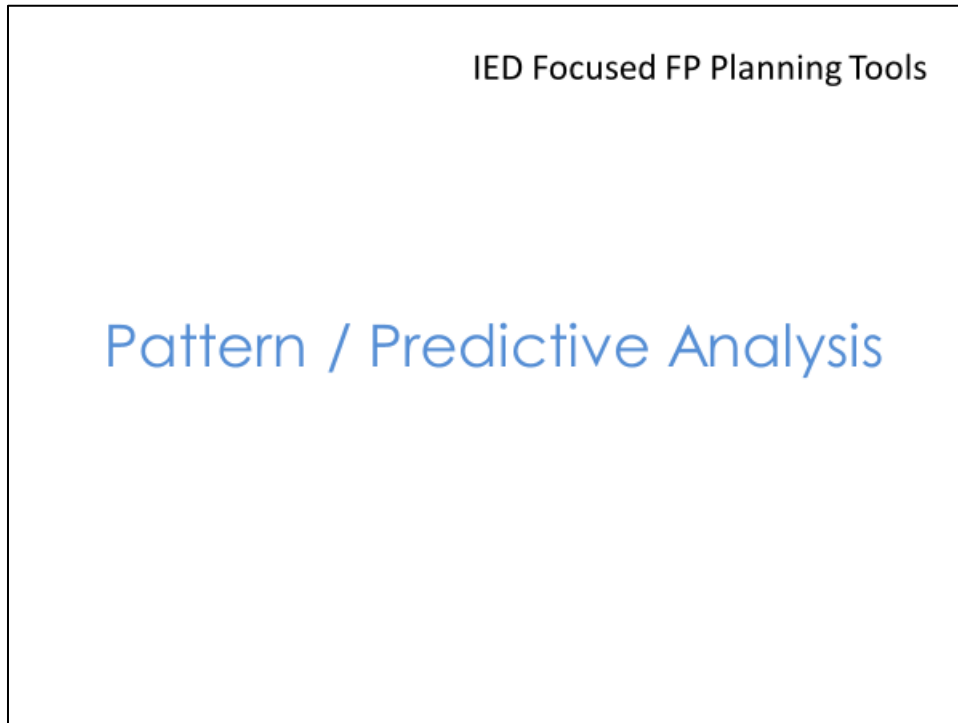 IED Focused FP Planning Tools
Pattern / Predictive Analysis